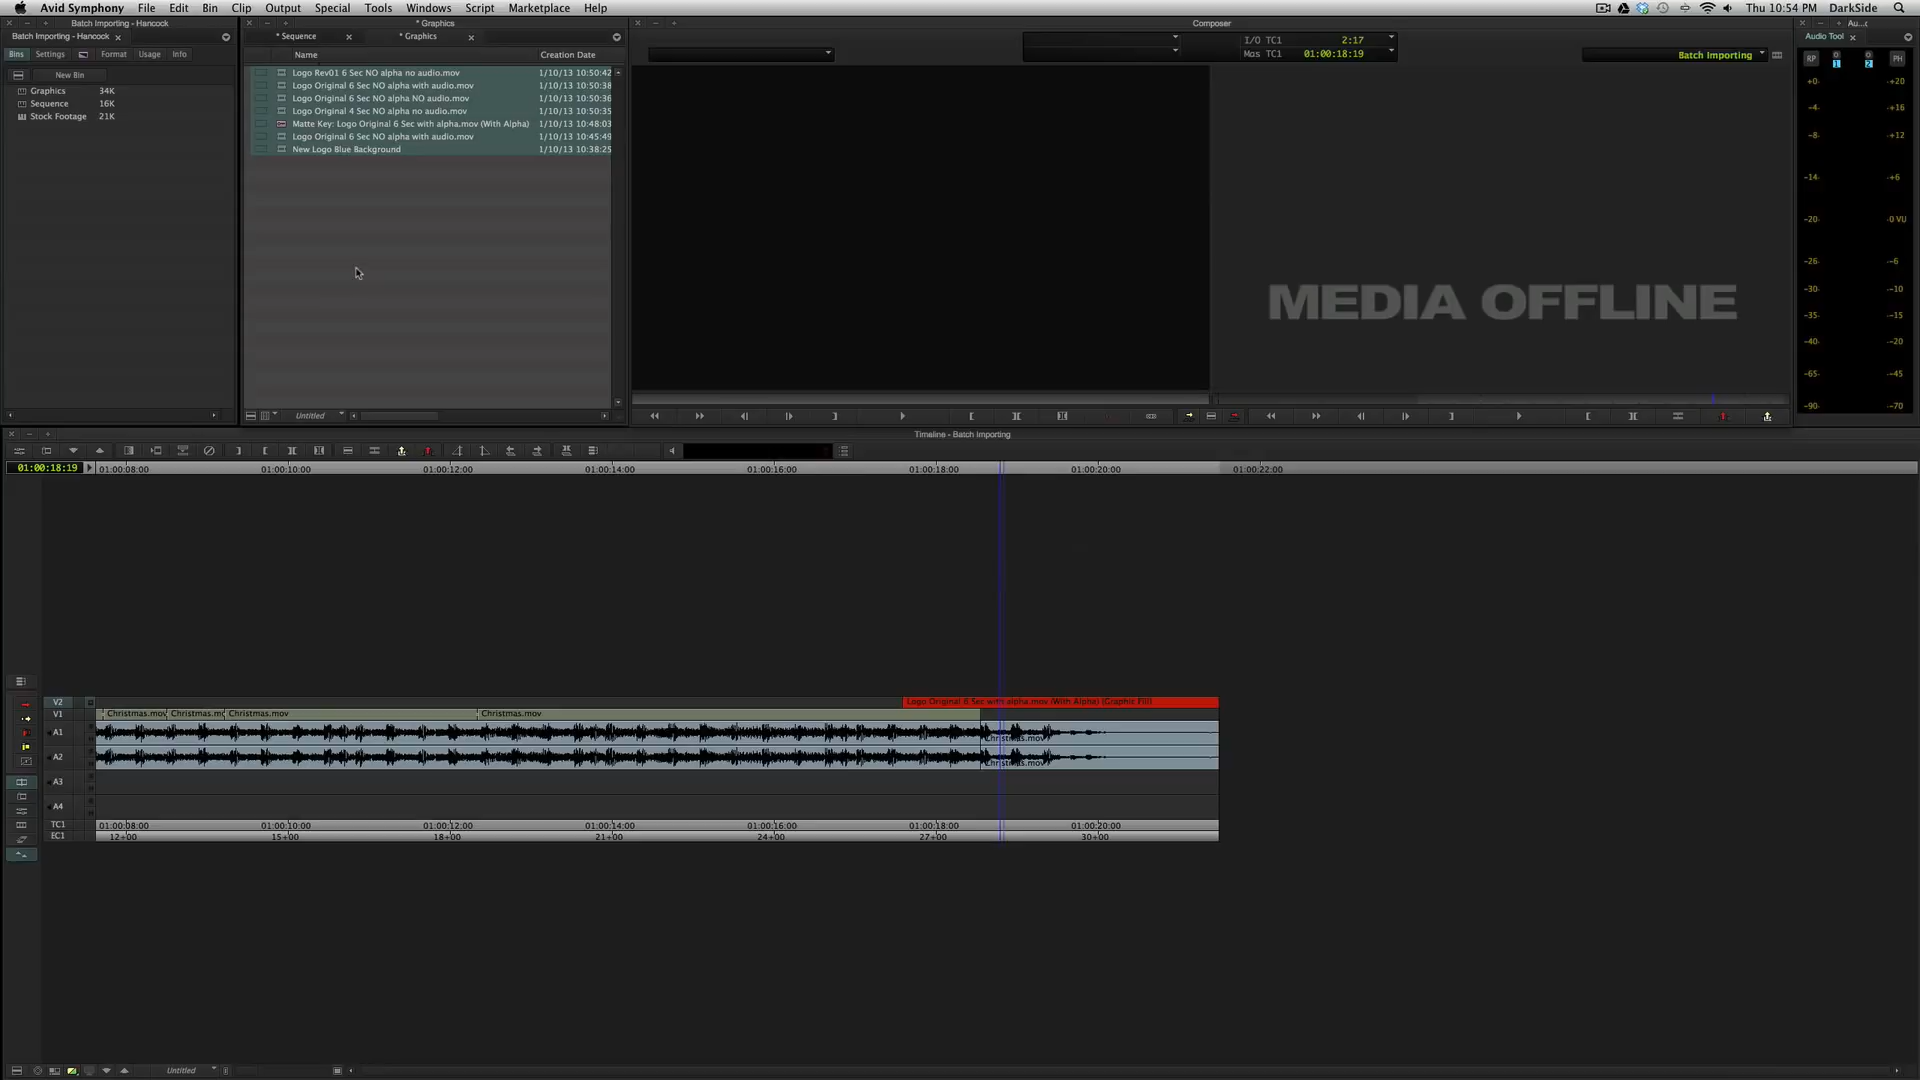 Avid Symphony File Edit Bin Clip Output Special Tools Windows Script Marketplace Help Thu 10:54 PM DarkSide
Batch Importing - Hancock
* Graphics
Composer
Au...
Batch Importing - Hancock
* Sequence
* Graphics
Audio Tool
Bins Settings Format Usage Info
Name Creation Date
New Bin
Graphics 34K
Sequence 16K
Stock Footage 21K
Logo Rev01 6 Sec NO alpha no audio.mov 1/10/13 10:50:42
Logo Original 6 Sec NO alpha with audio.mov 1/10/13 10:50:38
Logo Original 6 Sec NO alpha NO audio.mov 1/10/13 10:50:36
Logo Original 4 Sec NO alpha no audio.mov 1/10/13 10:50:35
Matte Key: Logo Original 6 Sec with alpha.mov (With Alpha) 1/10/13 10:48:03
Logo Original 6 Sec NO alpha with audio.mov 1/10/13 10:45:49
New Logo Blue Background 1/10/13 10:38:25
Untitled
I/O TC1 2:17
Mas TC1 01:00:18:19
Batch Importing
MEDIA OFFLINE
RP 0 0 PH
1 2
+0 +20
-4 +16
-8 +12
-14 +6
-20 0 VU
-26 -6
-30 -10
-35 -15
-40 -20
-65 -45
-90 -70
Timeline - Batch Importing
01:00:18:19 01:00:08:00 01:00:10:00 01:00:12:00 01:00:14:00 01:00:16:00 01:00:18:00 01:00:20:00 01:00:22:00
V2 Logo Original 6 Sec with alpha.mov (With Alpha) (Graphic Fill)
V1 Christmas.mov Christmas.mo Christmas.mov Christmas.mov
A1 Christmas.mov
A2 Christmas.mov
A3
A4
TC1 01:00:08:00 01:00:10:00 01:00:12:00 01:00:14:00 01:00:16:00 01:00:18:00 01:00:20:00
EC1 12+00 15+00 18+00 21+00 24+00 27+00 30+00
Untitled